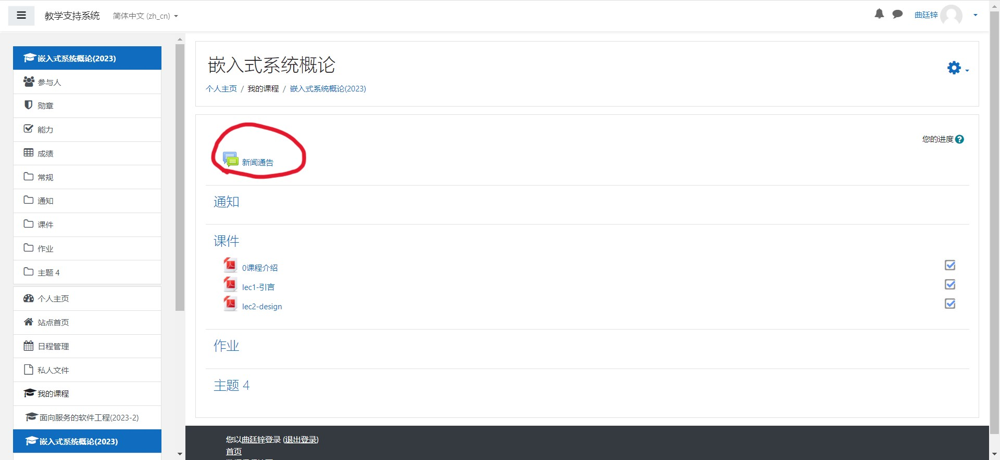 教学支持系统 简体中文 (zh_cn) 曲廷锌
嵌入式系统概论(2023)
参与人
勋章
能力
成绩
常规
通知
课件
作业
主题 4
个人主页
站点首页
日程管理
私人文件
我的课程
面向服务的软件工程(2023-2)
嵌入式系统概论(2023)
嵌入式系统概论
个人主页 / 我的课程 / 嵌入式系统概论(2023)
您的进度
新闻通告
通知
课件
0课程介绍
lec1-引言
lec2-design
作业
主题 4
您以曲廷锌登录 (退出登录)
首页